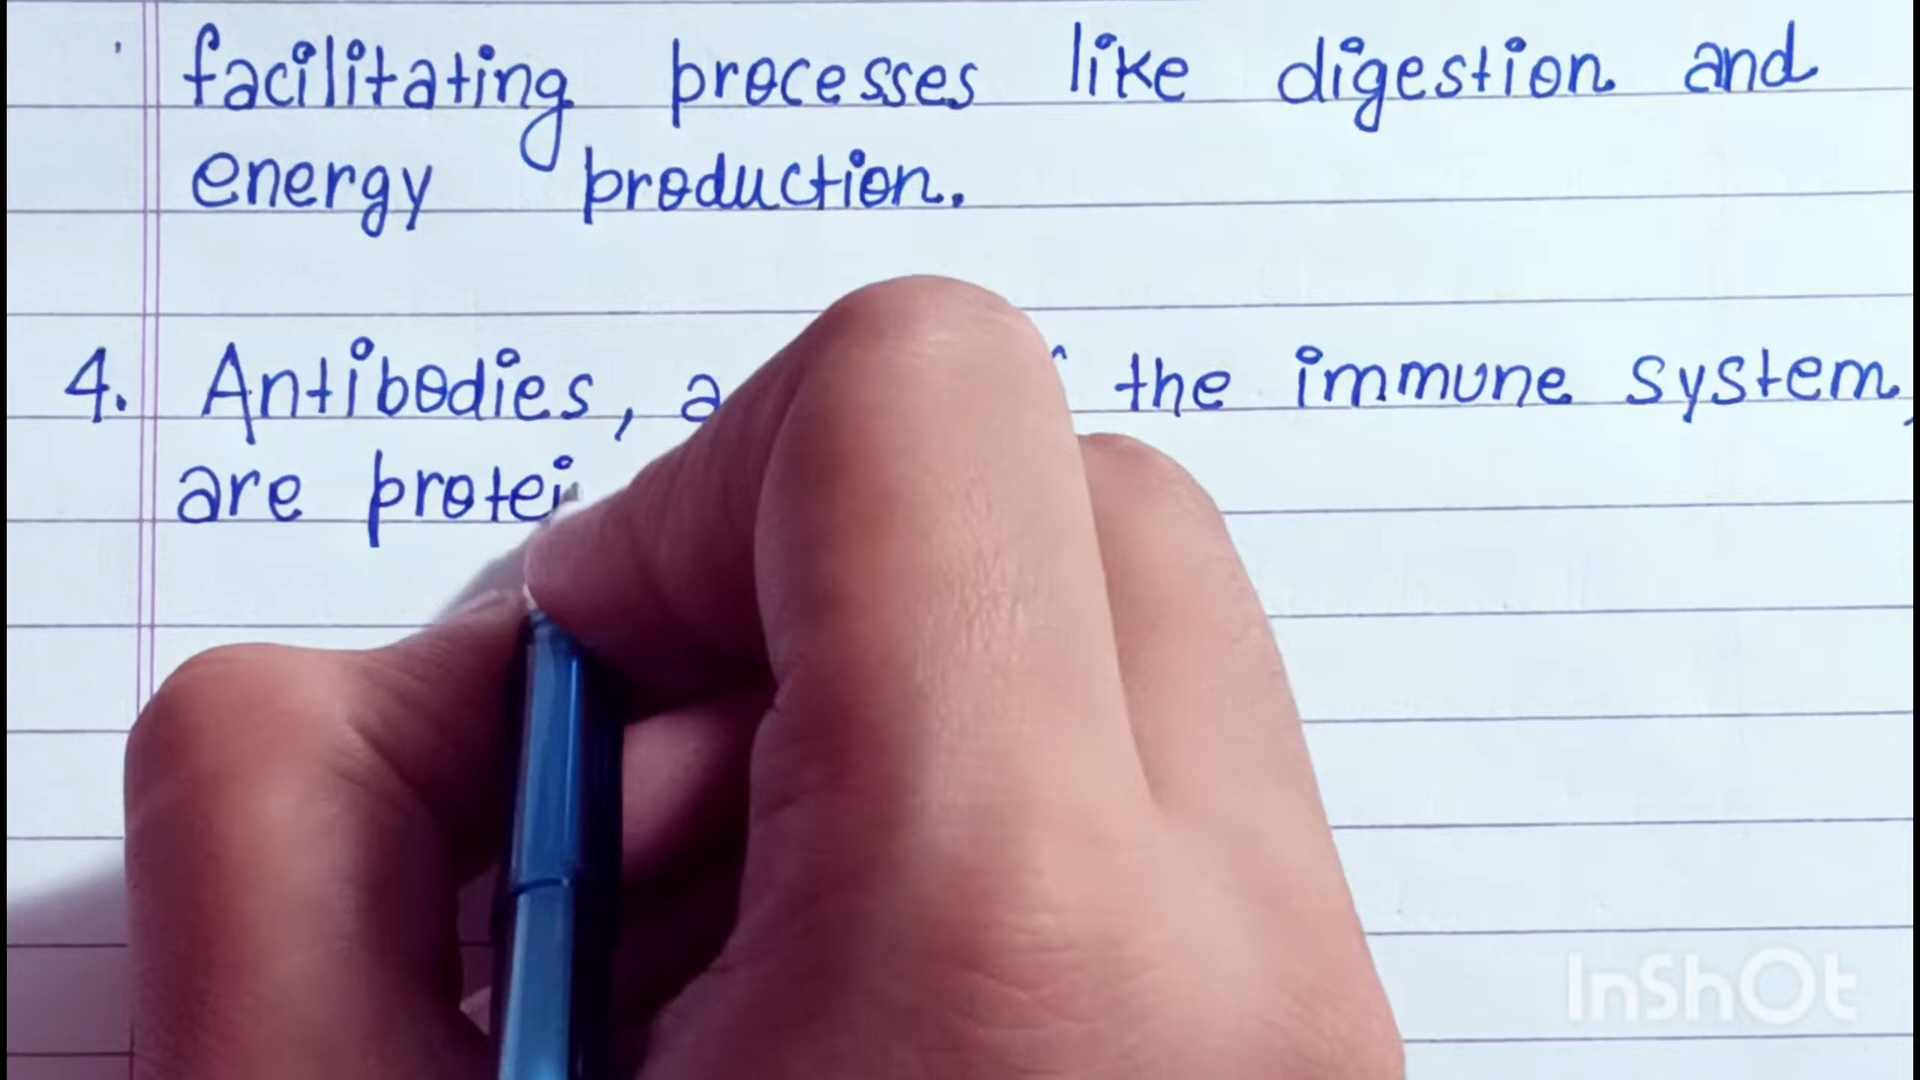 facilitating processes like digestion and
energy production.
4. Antibodies, the immune system,
are protei
InShOt